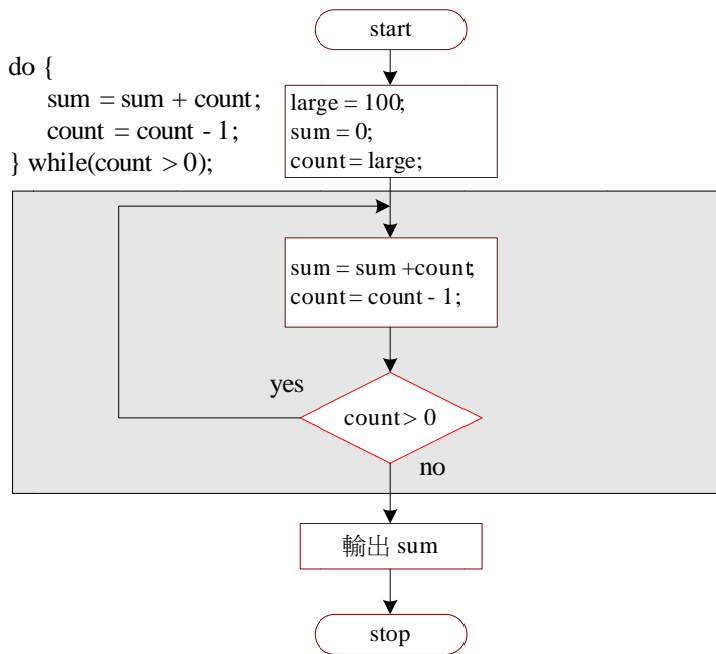 start
do {
sum = sum + count;
count = count - 1;
} while(count > 0);
large = 100;
sum = 0;
count= large;
sum = sum +count;
count= count - 1;
yes
count> 0
no
輸出 sum
stop